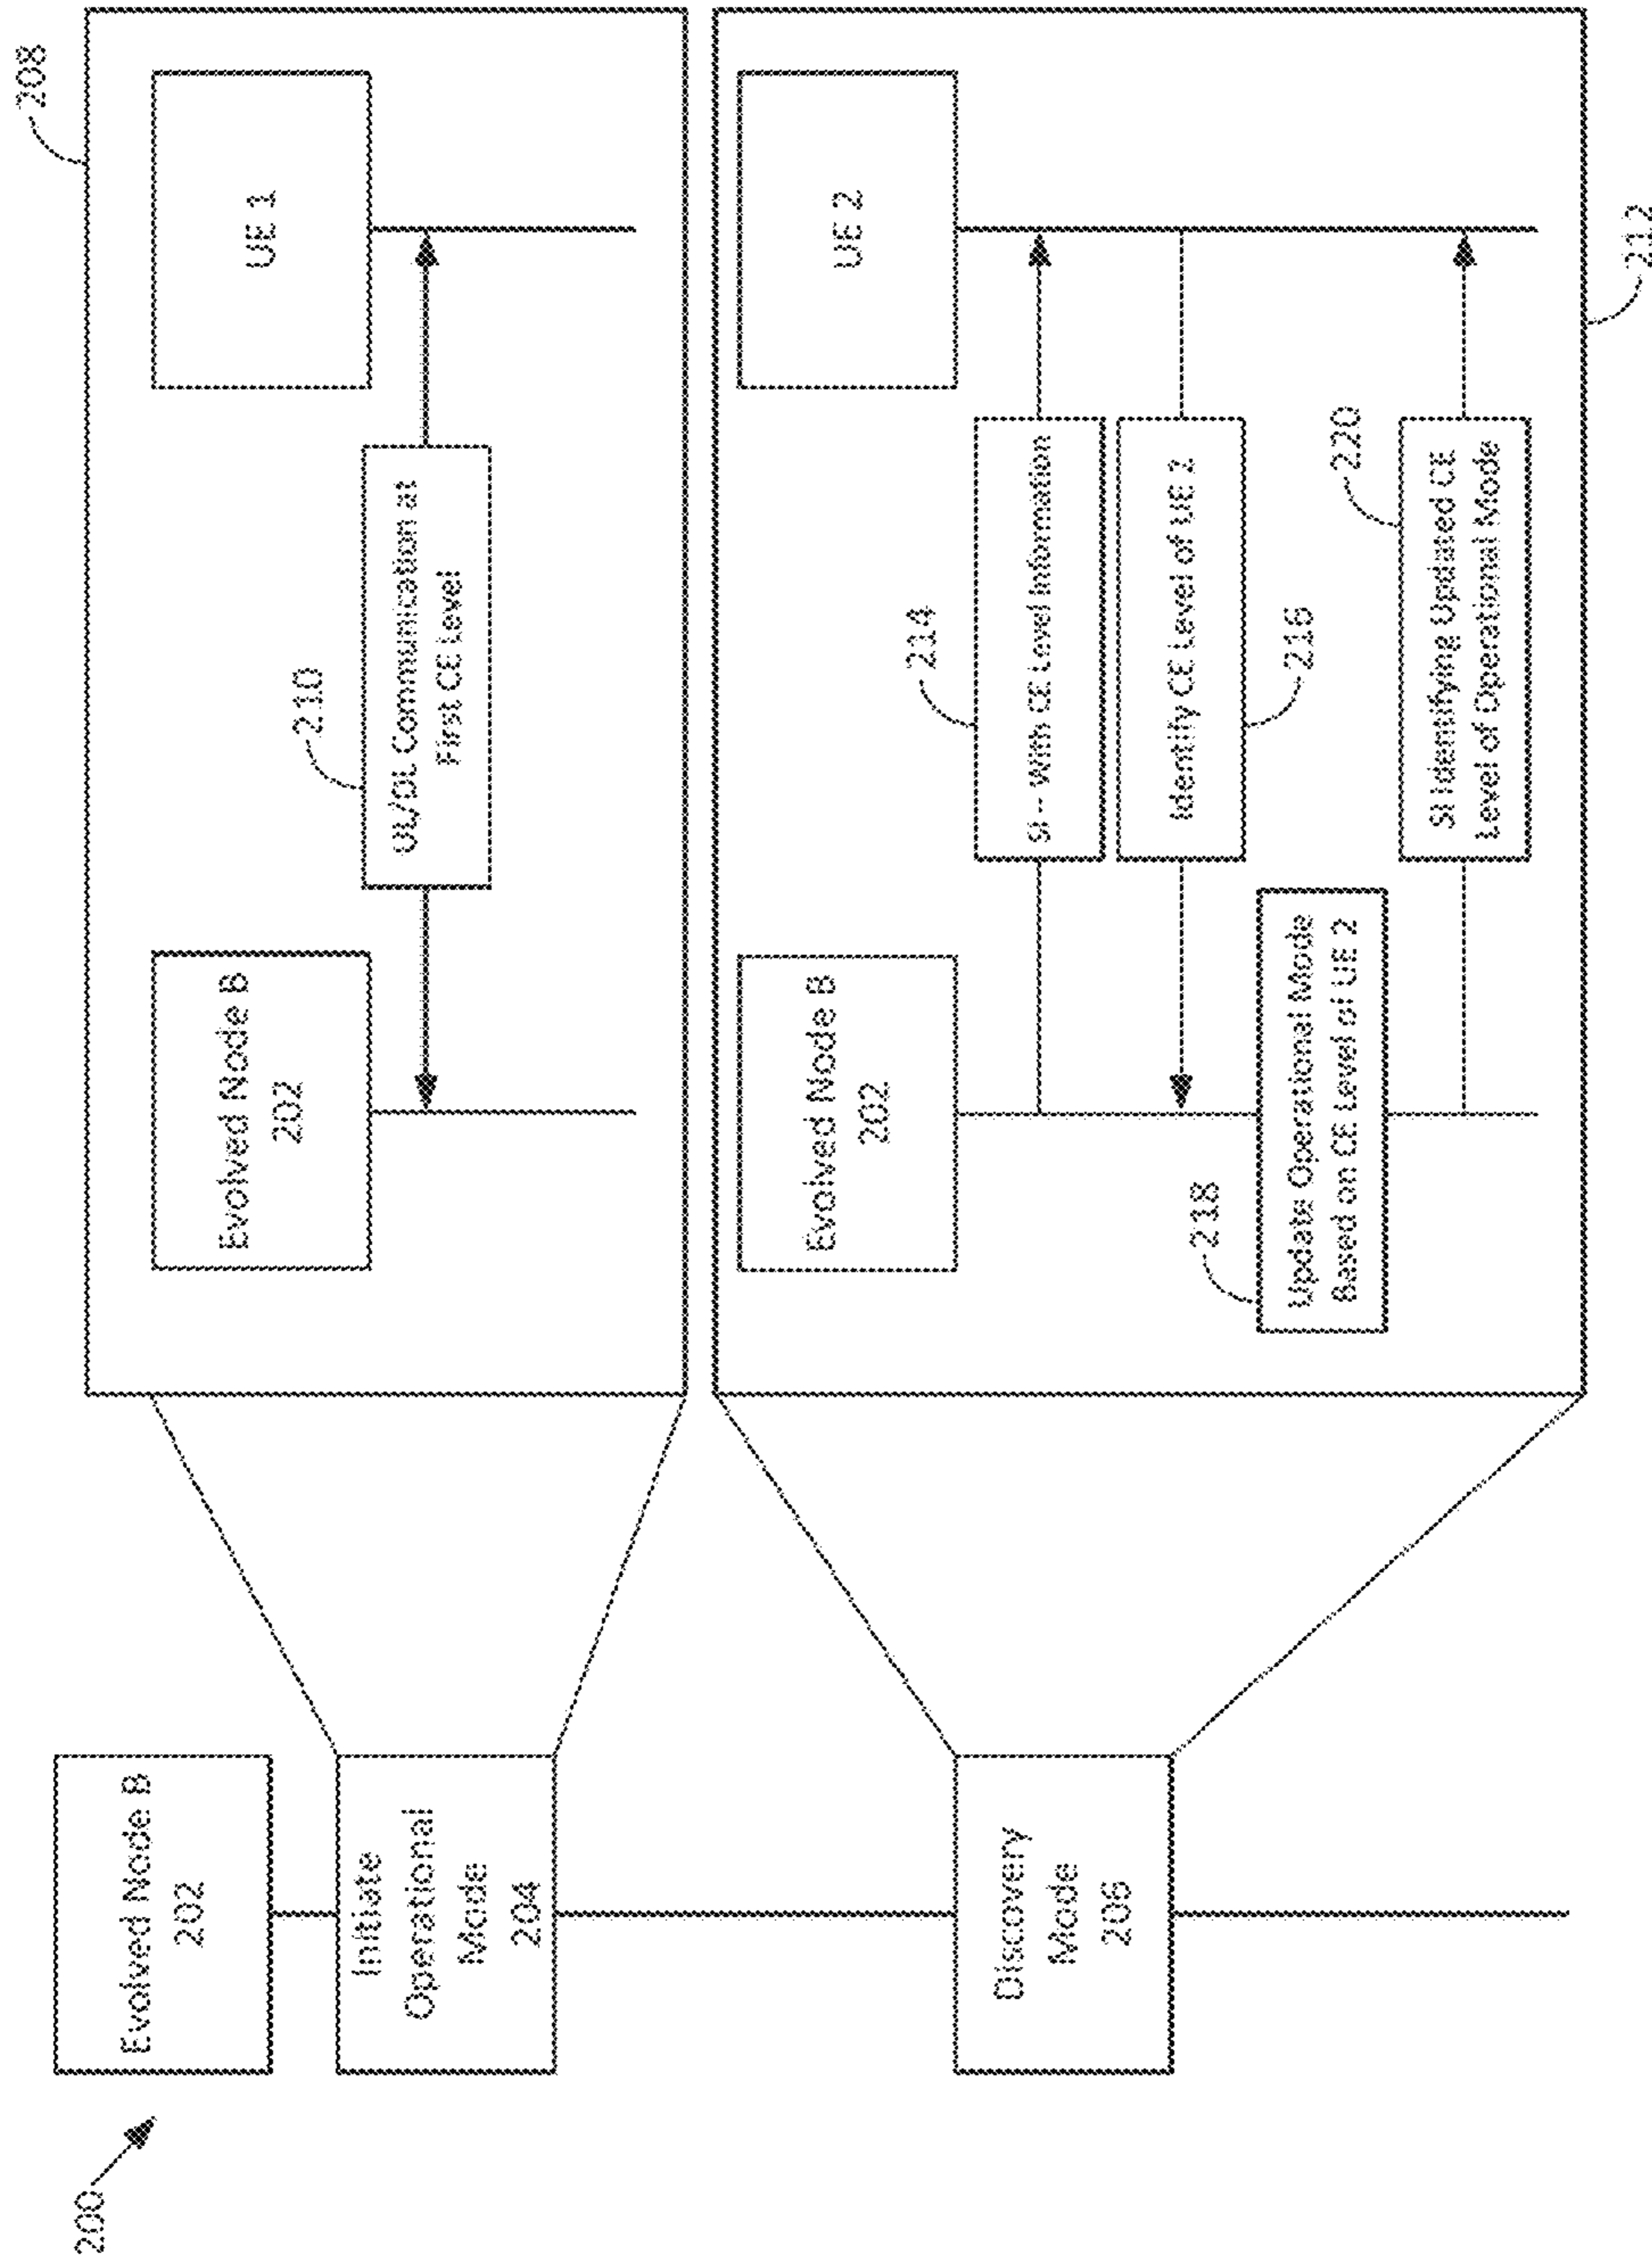 200
Evolved Node B
202
Initiate
Operational
Mode
204
Discovery
Mode
206
208
Evolved Node B
202
UE 1
210
UL/DL Communication at
First CE Level
Evolved Node B
202
UE 2
214
SI -- With CE Level Information
Identify CE Level of UE 2
216
218
Update Operational Mode
Based on CE Level of UE 2
220
SI Identifying Updated CE
Level of Operational Mode
212